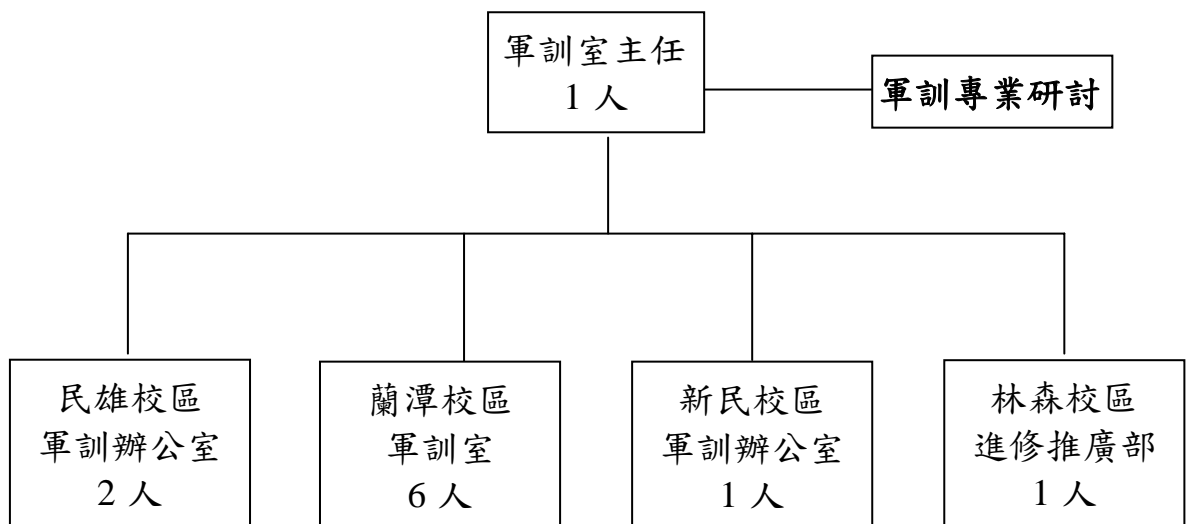 軍訓室主任
1 人
軍訓專業研討
民雄校區
軍訓辦公室
2 人
蘭潭校區
軍訓室
6 人
新民校區
軍訓辦公室
1 人
林森校區
進修推廣部
1 人